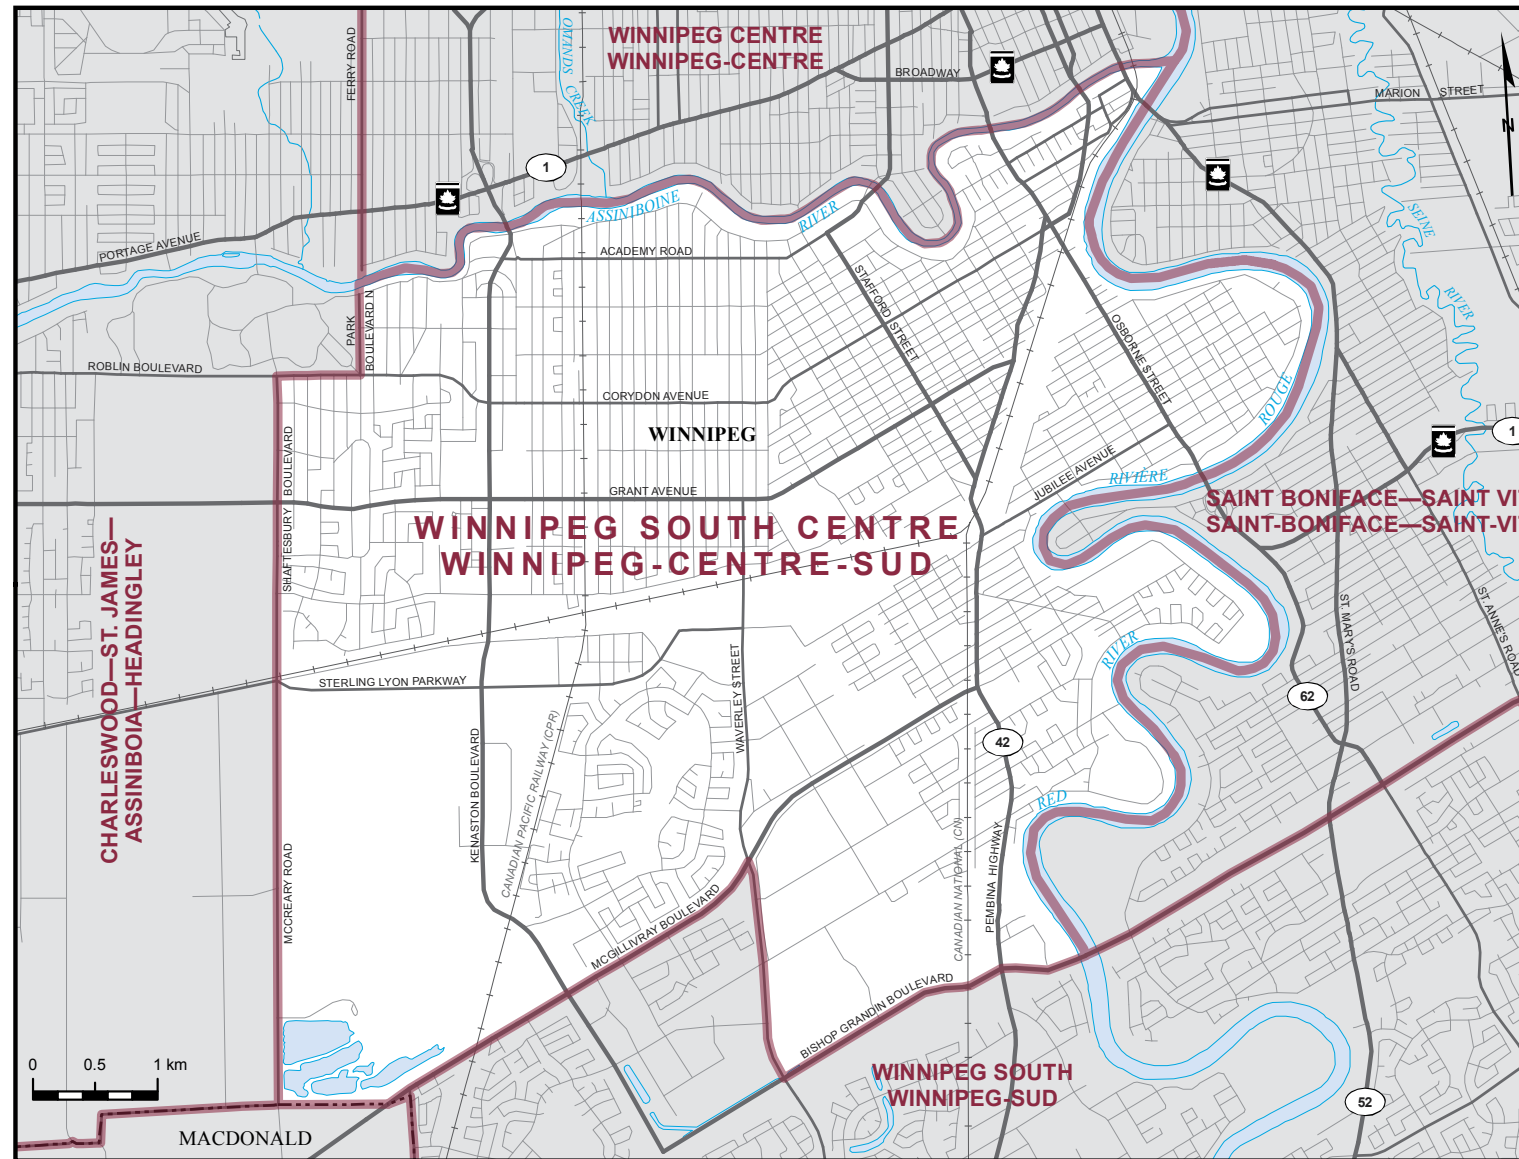 WINNIPEG CENTRE
WINNIPEG-CENTRE
OMANDS CREEK
FERRY ROAD
BROADWAY
MARION STREET
N
1
ASSINIBOINE RIVER
PORTAGE AVENUE
ACADEMY ROAD
SEINE RIVER
PARK BOULEVARD N
STAFFORD STREET
OSBORNE STREET
ROBLIN BOULEVARD
CORYDON AVENUE
WINNIPEG
ROUGE
1
SHAFTESBURY BOULEVARD
JUBILEE AVENUE
RIVIÈRE
GRANT AVENUE
SAINT BONIFACE—SAINT VI
SAINT-BONIFACE—SAINT-VI
WINNIPEG SOUTH CENTRE
WINNIPEG-CENTRE-SUD
CHARLESWOOD—ST. JAMES—
ASSINIBOIA—HEADINGLEY
ST. MARY'S ROAD
ST. ANNE'S ROAD
RIVER
WAVERLEY STREET
STERLING LYON PARKWAY
62
42
KENASTON BOULEVARD
CANADIAN PACIFIC RAILWAY (CPR)
RED
MCCREARY ROAD
CANADIAN NATIONAL (CN)
PEMBINA HIGHWAY
MCGILLIVRAY BOULEVARD
BISHOP GRANDIN BOULEVARD
0 0.5 1 km
WINNIPEG SOUTH
WINNIPEG-SUD
52
MACDONALD